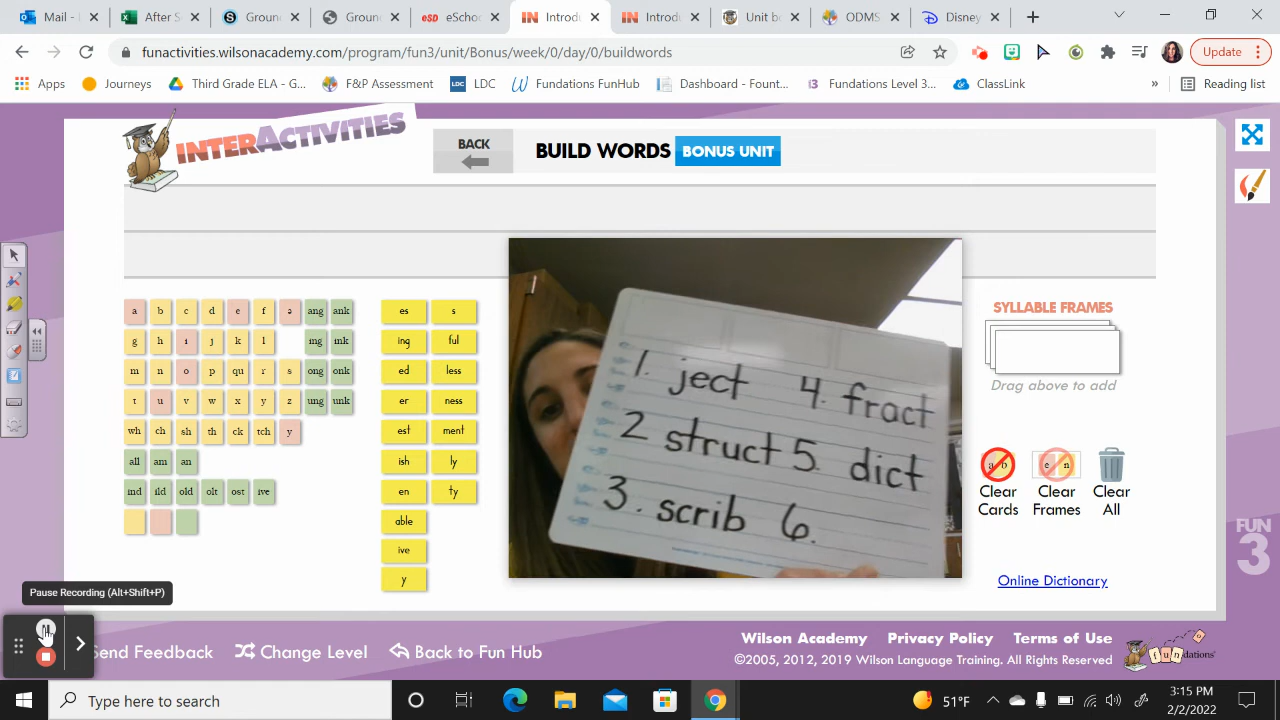 Mail -
After S
Groun
Groun
eSchoo
Introdu
Introdu
Unit bo
ODMS
Disney
funactivities.wilsonacademy.com/program/fun3/unit/Bonus/week/0/day/0/buildwords
Update
Apps
Journeys
Third Grade ELA - G...
F&P Assessment
LDC
LDC
Fundations FunHub
Dashboard - Fount...
Fundations Level 3...
ClassLink
»
Reading list
INTERACTIVITIES
BACK
BUILD WORDS BONUS UNIT
a b c d e f ə ang ank
g h i j k l ing ink
m n o p qu r s ong onk
t u v w x y z ung unk
wh ch sh th ck tch y
all am an
ind ild old olt ost ive
es s
ing ful
ed less
er ness
est ment
ish ly
en ty
able
ive
y
1. ject 4. fract
2 struct 5. dict
3. scrib 6.
SYLLABLE FRAMES
Drag above to add
a b
e n
Clear Cards
Clear Frames
Clear All
Online Dictionary
FUN 3
Pause Recording (Alt+Shift+P)
Send Feedback
Change Level
Back to Fun Hub
Wilson Academy Privacy Policy Terms of Use
©2005, 2012, 2019 Wilson Language Training. All Rights Reserved
fundations
Type here to search
51°F
3:15 PM
2/2/2022